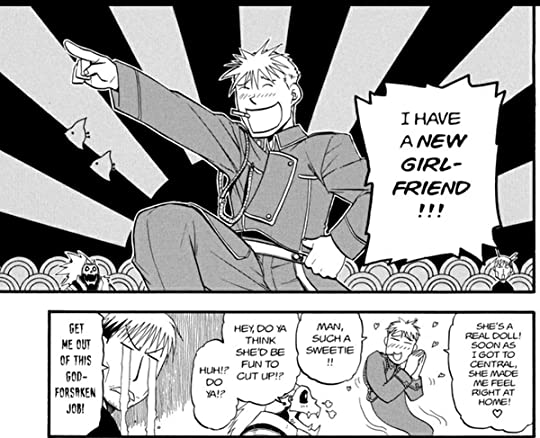 I HAVE
A NEW
GIRL-
FRIEND
!!!
SHE'S
A REAL DOLL!
SOON AS
I GOT TO
CENTRAL,
SHE MADE
ME FEEL
RIGHT AT
HOME!
♡
MAN,
SUCH A
SWEETIE
!!
HEY, DO YA
THINK
SHE'D BE
FUN TO
CUT UP!?
HUH!?
DO
YA!?
GET
ME OUT
OF THIS
GOD-
FORSAKEN
JOB!